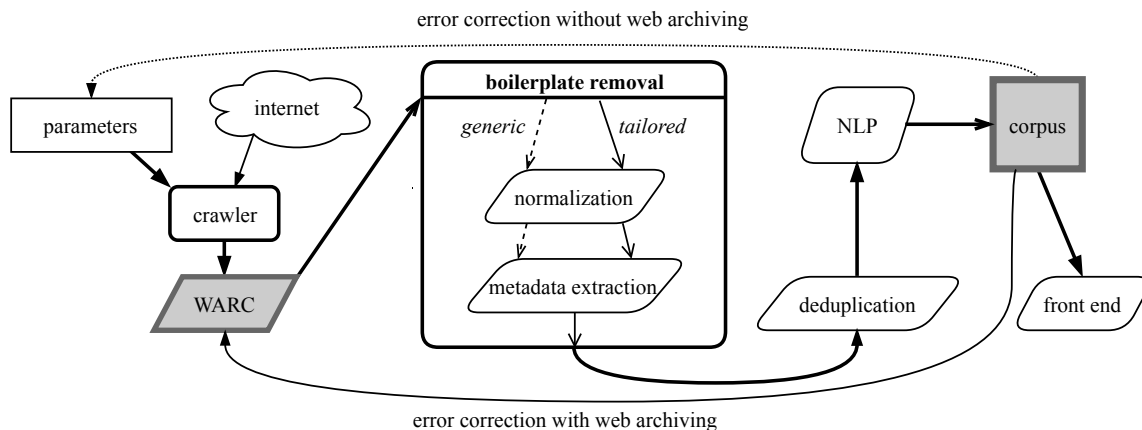 error correction without web archiving
boilerplate removal
parameters
internet
generic
tailored
NLP
corpus
normalization
crawler
metadata extraction
WARC
deduplication
front end
error correction with web archiving